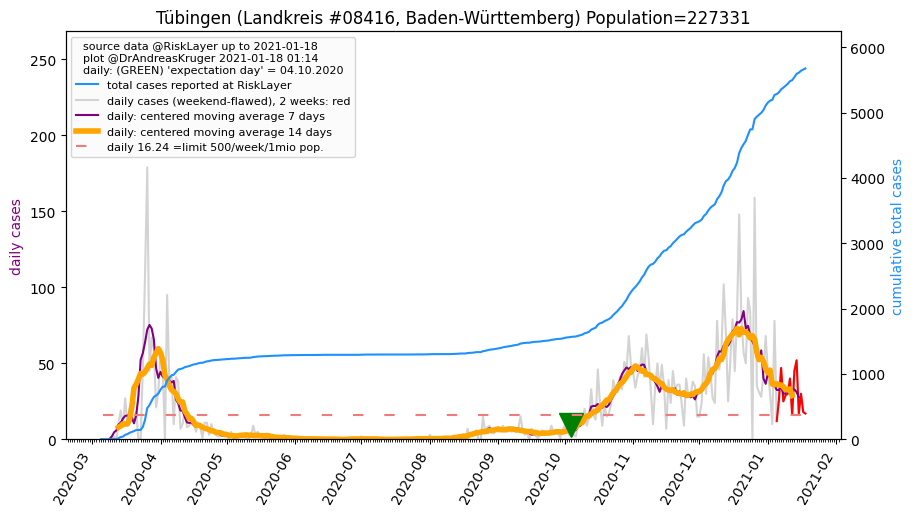 Tübingen (Landkreis #08416, Baden-Württemberg) Population=227331
source data @RiskLayer up to 2021-01-18
plot @DrAndreasKruger 2021-01-18 01:14
daily: (GREEN) 'expectation day' = 04.10.2020
total cases reported at RiskLayer
daily cases (weekend-flawed), 2 weeks: red
daily: centered moving average 7 days
daily: centered moving average 14 days
daily 16.24 =limit 500/week/1mio pop.
daily cases
250
200
150
100
50
0
cumulative total cases
6000
5000
4000
3000
2000
1000
0
2020-03
2020-04
2020-05
2020-06
2020-07
2020-08
2020-09
2020-10
2020-11
2020-12
2021-01
2021-02